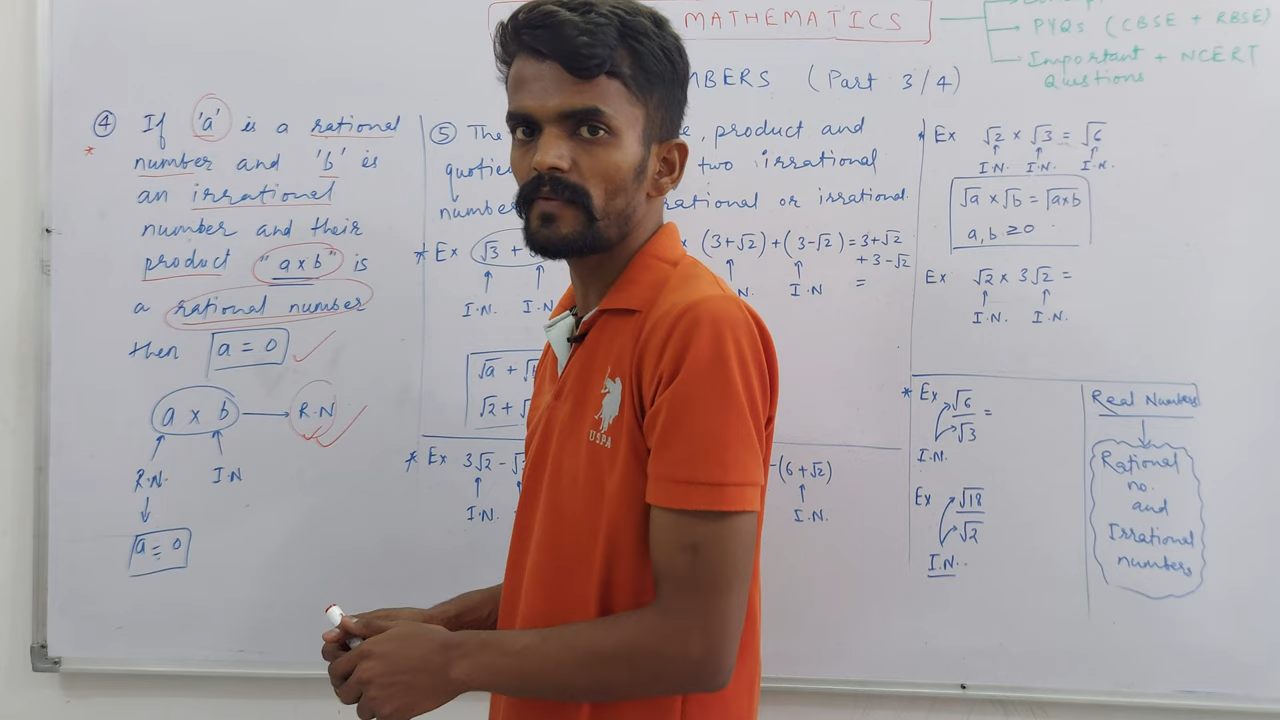 MATHEMATICS
PYQs (CBSE + RBSE)
Important + NCERT
Questions
(Part 3/4)
④ If 'a' is a rational
number and 'b' is
an irrational
number and their
product "a×b" is
a rational number
then a = 0
a × b → R.N
R.N. I.N
a = 0
⑤ The , product and
two irrational
rational or irrational.
* Ex √3 +
I.N. I.N
(3+√2)+(3-√2) = 3+√2
+ 3-√2
I.N =
√a +
√2 +
* Ex 3√2 -
I.N.
-(6+√2)
I.N.
* Ex √2 × √3 = √6
I.N. I.N. I.N.
√a × √b = √a×b
a, b ≥ 0
Ex √2 × 3√2 =
I.N. I.N.
* Ex √6/√3 =
I.N.
Ex √18/√2
I.N.
Real Numbers
Rational
no.
and
Irrational
numbers
USPA